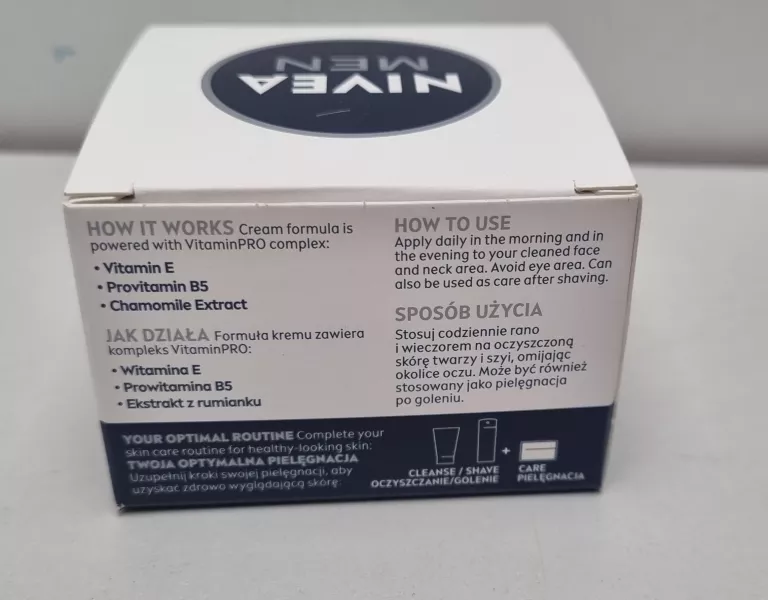 NIVEA
MEN
HOW IT WORKS Cream formula is
powered with VitaminPRO complex:
• Vitamin E
• Provitamin B5
• Chamomile Extract
JAK DZIAŁA Formuła kremu zawiera
kompleks VitaminPRO:
• Witamina E
• Prowitamina B5
• Ekstrakt z rumianku
HOW TO USE
Apply daily in the morning and in
the evening to your cleaned face
and neck area. Avoid eye area. Can
also be used as care after shaving.
SPOSÓB UŻYCIA
Stosuj codziennie rano
i wieczorem na oczyszczoną
skórę twarzy i szyi, omijając
okolice oczu. Może być również
stosowany jako pielęgnacja
po goleniu.
YOUR OPTIMAL ROUTINE Complete your
skin care routine for healthy-looking skin:
TWOJA OPTYMALNA PIELĘGNACJA
Uzupełnij kroki swojej pielęgnacji, aby
uzyskać zdrowo wyglądającą skórę:
+
CLEANSE / SHAVE
OCZYSZCZANIE/GOLENIE
CARE
PIELĘGNACJA